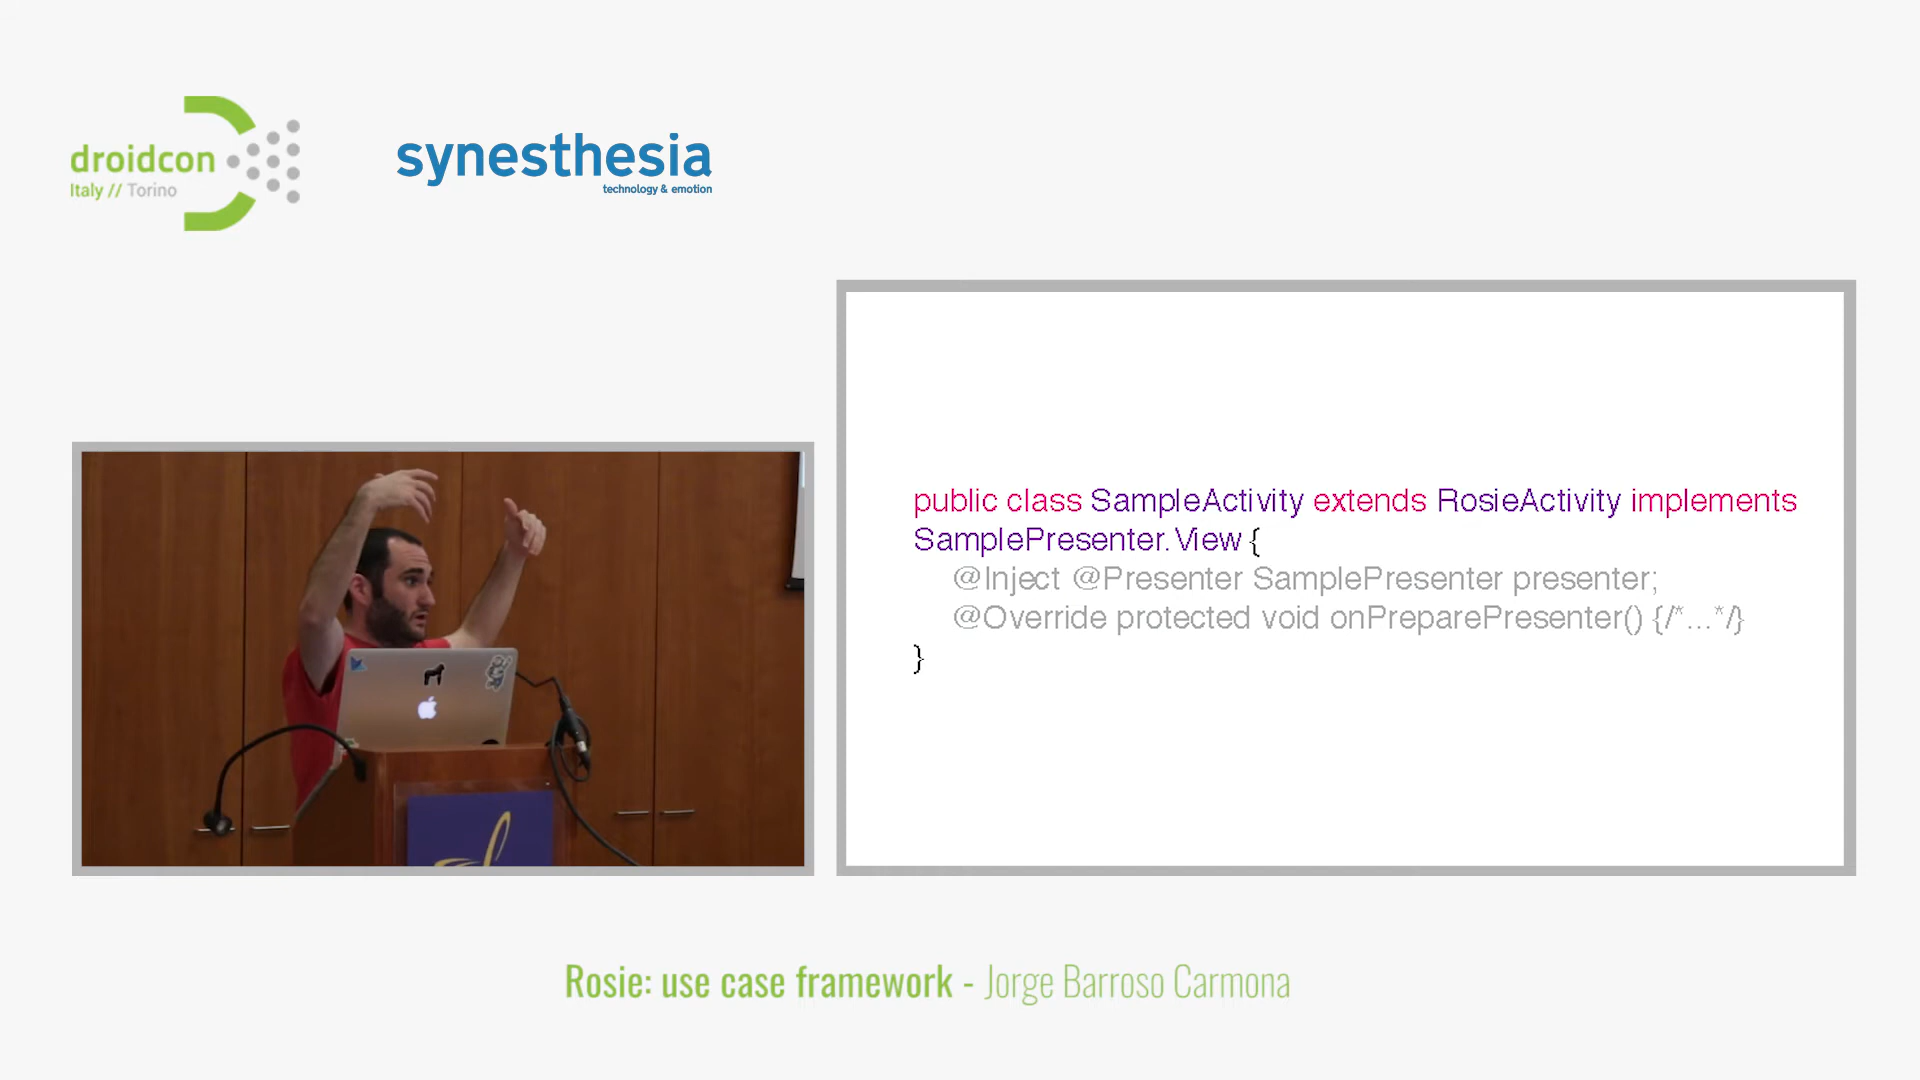 droidcon
Italy // Torino
synesthesia
technology & emotion
public class SampleActivity extends RosieActivity implements
SamplePresenter.View {
@Inject @Presenter SamplePresenter presenter;
@Override protected void onPreparePresenter() {/*...*/}
}
Rosie: use case framework - Jorge Barroso Carmona